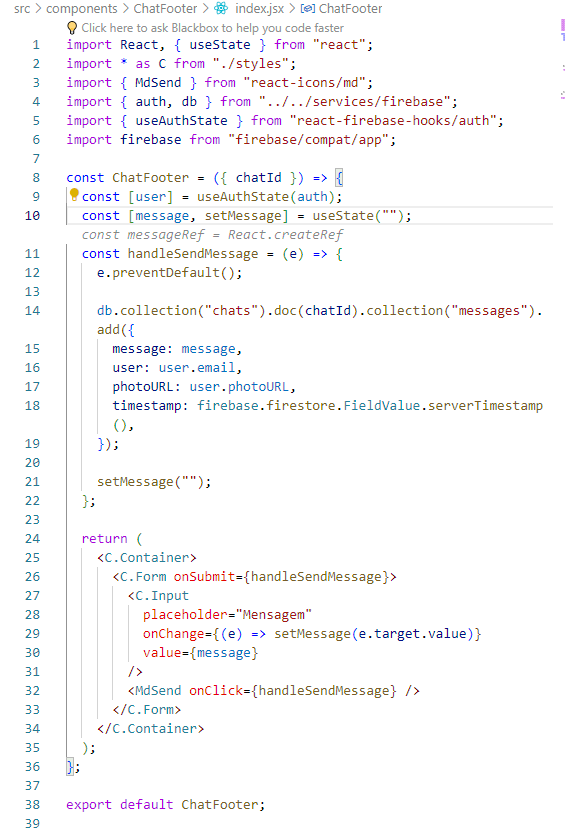 src > components > ChatFooter > index.jsx > ChatFooter
Click here to ask Blackbox to help you code faster
1 import React, { useState } from "react";
2 import * as C from "./styles";
3 import { MdSend } from "react-icons/md";
4 import { auth, db } from "../../services/firebase";
5 import { useAuthState } from "react-firebase-hooks/auth";
6 import firebase from "firebase/compat/app";
7
8 const ChatFooter = ({ chatId }) => {
9 const [user] = useAuthState(auth);
10 const [message, setMessage] = useState("");
const messageRef = React.createRef
11 const handleSendMessage = (e) => {
12 e.preventDefault();
13
14 db.collection("chats").doc(chatId).collection("messages").
add({
15 message: message,
16 user: user.email,
17 photoURL: user.photoURL,
18 timestamp: firebase.firestore.FieldValue.serverTimestamp
(),
19 });
20
21 setMessage("");
22 };
23
24 return (
25 <C.Container>
26 <C.Form onSubmit={handleSendMessage}>
27 <C.Input
28 placeholder="Mensagem"
29 onChange={(e) => setMessage(e.target.value)}
30 value={message}
31 />
32 <MdSend onClick={handleSendMessage} />
33 </C.Form>
34 </C.Container>
35 );
36 };
37
38 export default ChatFooter;
39